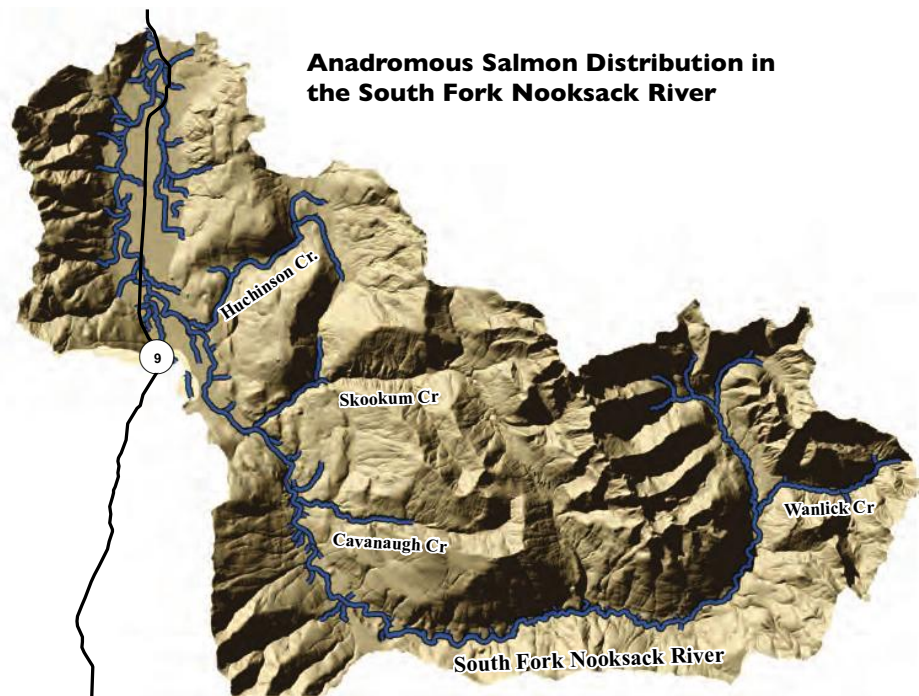 Anadromous Salmon Distribution in
the South Fork Nooksack River
Huchinson Cr.
9
Skookum Cr
Wanlick Cr
Cavanaugh Cr
South Fork Nooksack River